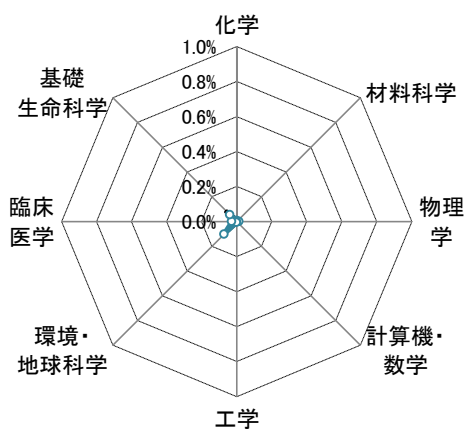 化学
1.0%
0.8%
0.6%
0.4%
0.2%
0.0%
材料科学
物理
学
計算機・
数学
工学
環境・
地球科学
臨床
医学
基礎
生命科学